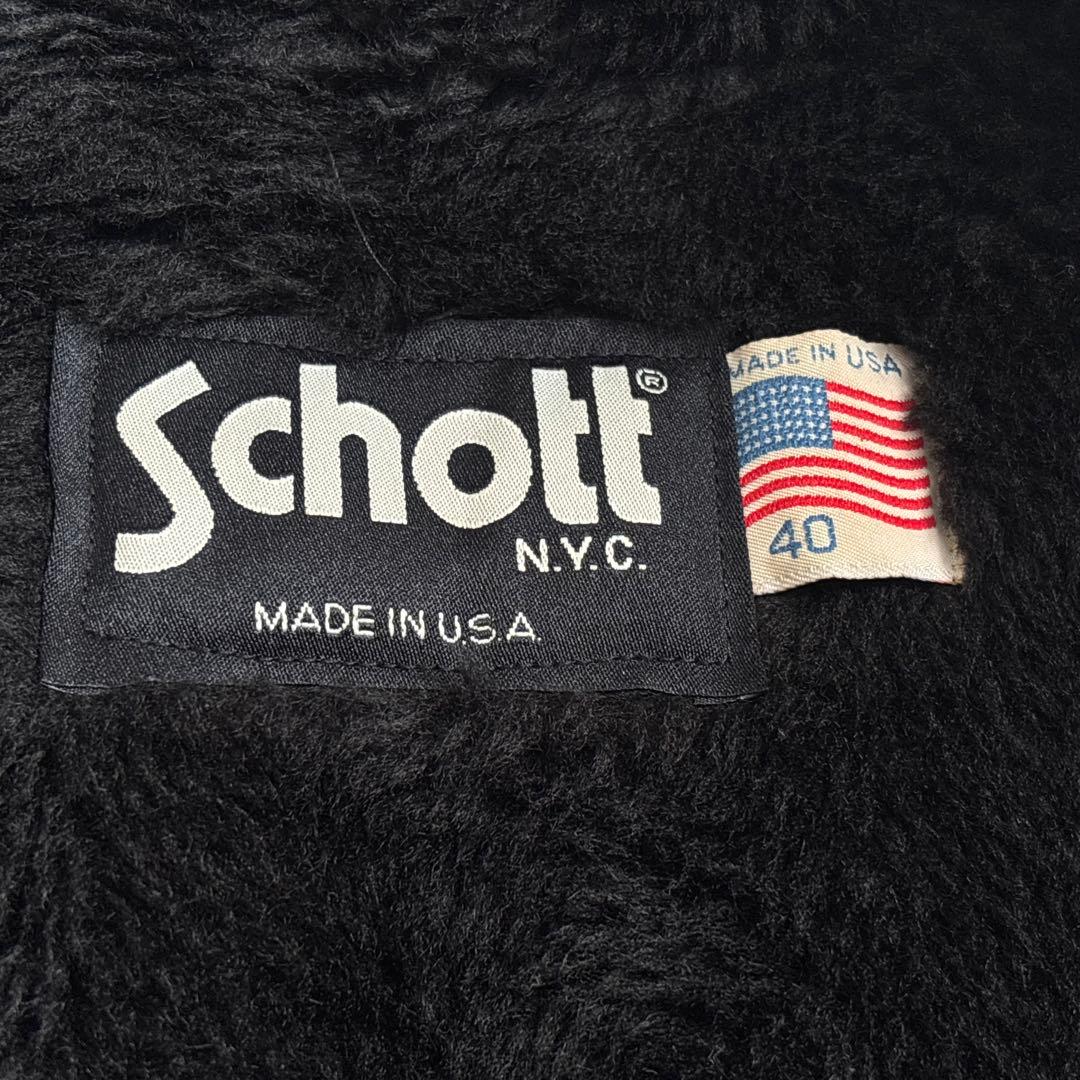 Schott®
N.Y.C.
MADE IN U.S.A.
MADE IN USA
40